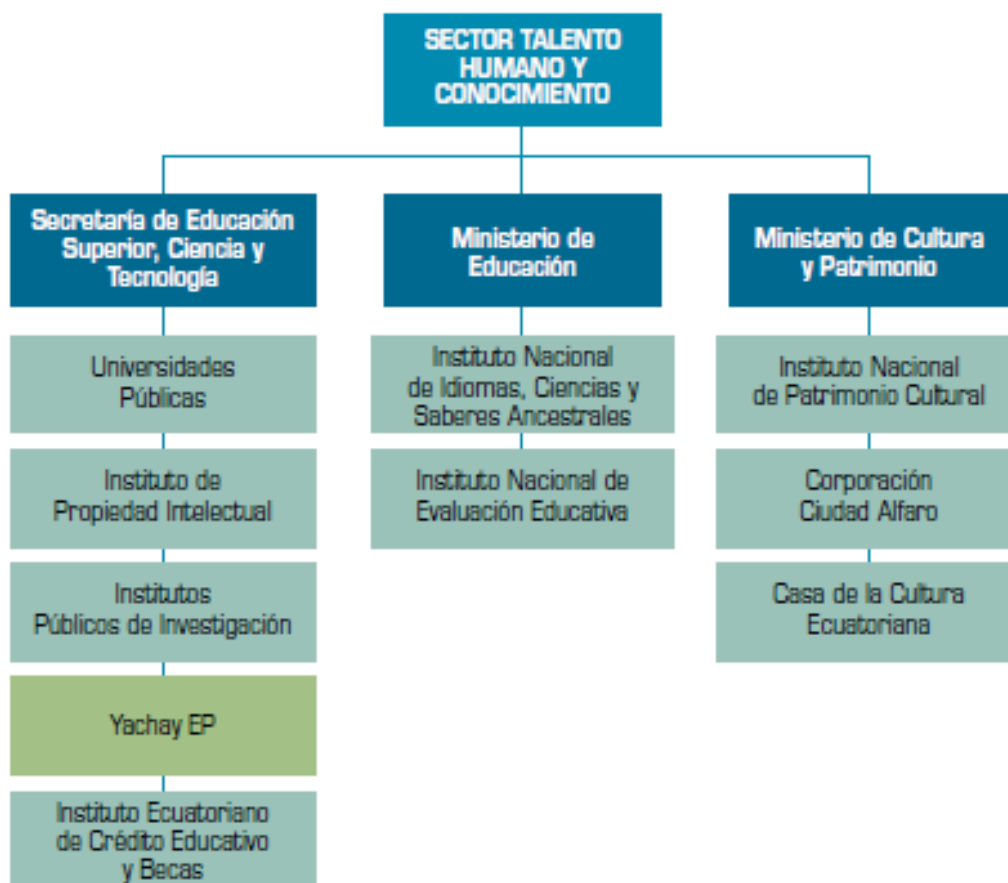 SECTOR TALENTO
HUMANO Y
CONOCIMIENTO
Secretaría de Educación
Superior, Ciencia y
Tecnología
Universidades
Públicas
Instituto de
Propiedad Intelectual
Institutos
Públicos de Investigación
Yachay EP
Instituto Ecuatoriano
de Crédito Educativo
y Becas
Ministerio de
Educación
Instituto Nacional
de Idiomas, Ciencias y
Saberes Ancestrales
Instituto Nacional de
Evaluación Educativa
Ministerio de Cultura
y Patrimonio
Instituto Nacional
de Patrimonio Cultural
Corporación
Ciudad Alfaro
Casa de la Cultura
Ecuatoriana